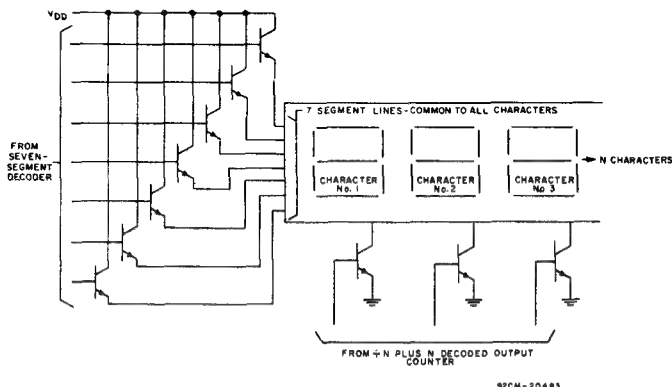 VDD
7 SEGMENT LINES-COMMON TO ALL CHARACTERS
FROM
SEVEN-
SEGMENT
DECODER
CHARACTER
No. 1
CHARACTER
No.2
CHARACTER
No 3
N CHARACTERS
FROM ÷ N PLUS N DECODED OUTPUT
COUNTER
92CM-20483